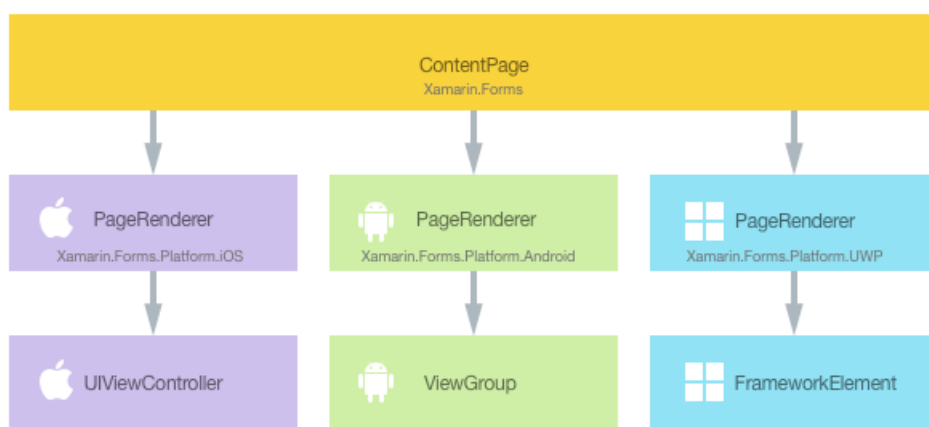 ContentPage
Xamarin.Forms
PageRenderer
Xamarin.Forms.Platform.iOS
PageRenderer
Xamarin.Forms.Platform.Android
PageRenderer
Xamarin.Forms.Platform.UWP
UIViewController
ViewGroup
FrameworkElement